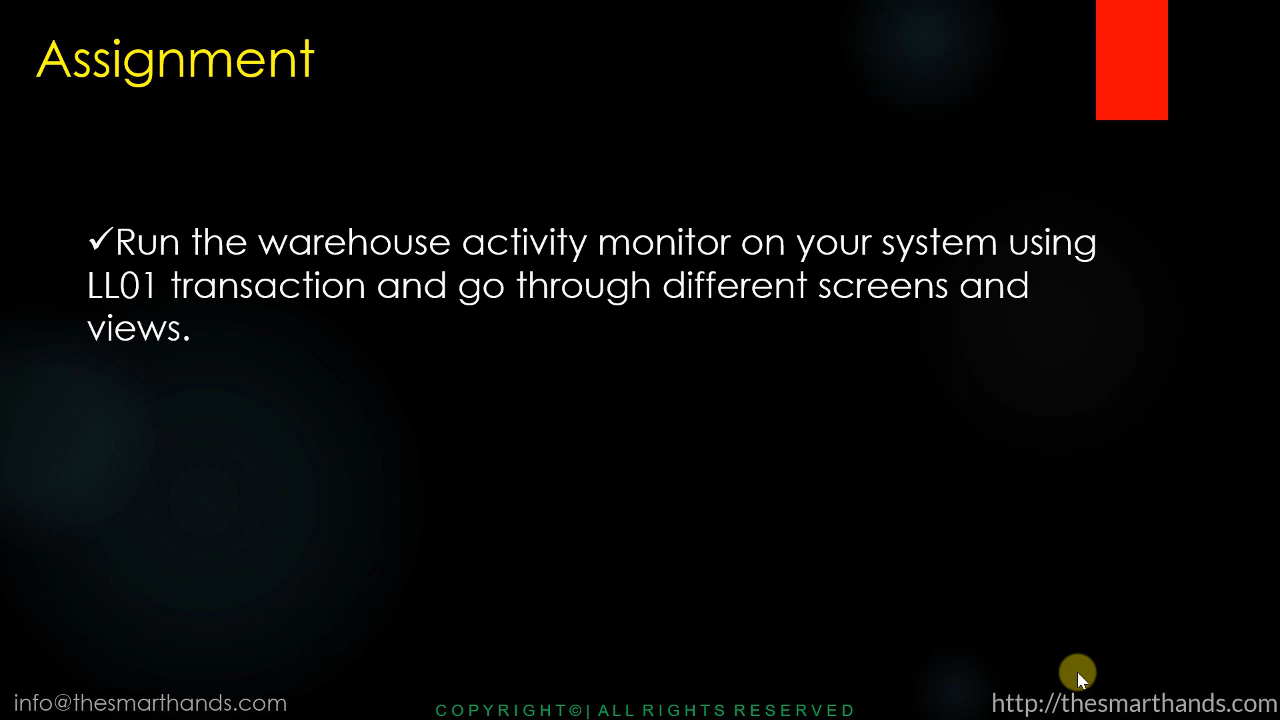 Assignment
✓Run the warehouse activity monitor on your system using
LL01 transaction and go through different screens and
views.
info@thesmarthands.com
COPYRIGHT©| ALL RIGHTS RESERVED
http://thesmarthands.com